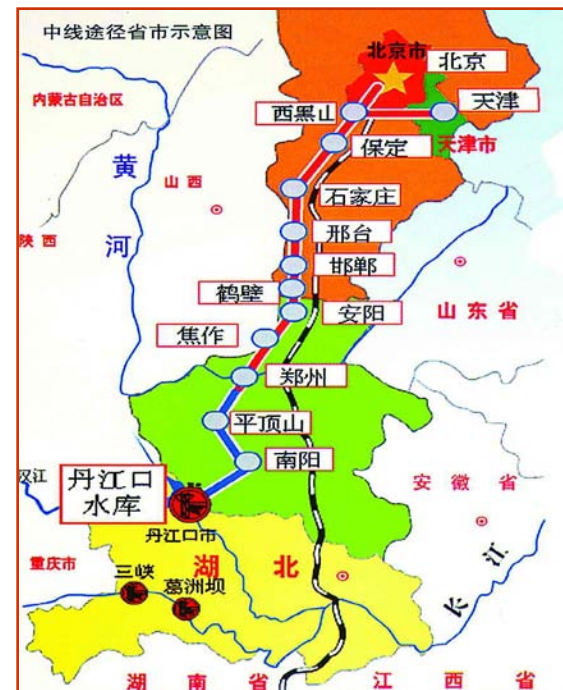 中线途径省市示意图
北京市
北京
内蒙古自治区
西黑山
天津
天津市
保定
黄
河
山 西
石家庄
陕 西
邢台
邯郸
鹤壁
安阳
山 东 省
焦作
郑州
平顶山
南阳
汉江
丹江口
水库
安 徽 省
丹江口市
重庆市
湖 北
三峡
葛洲坝
长 江
湖 南 省
江 西 省